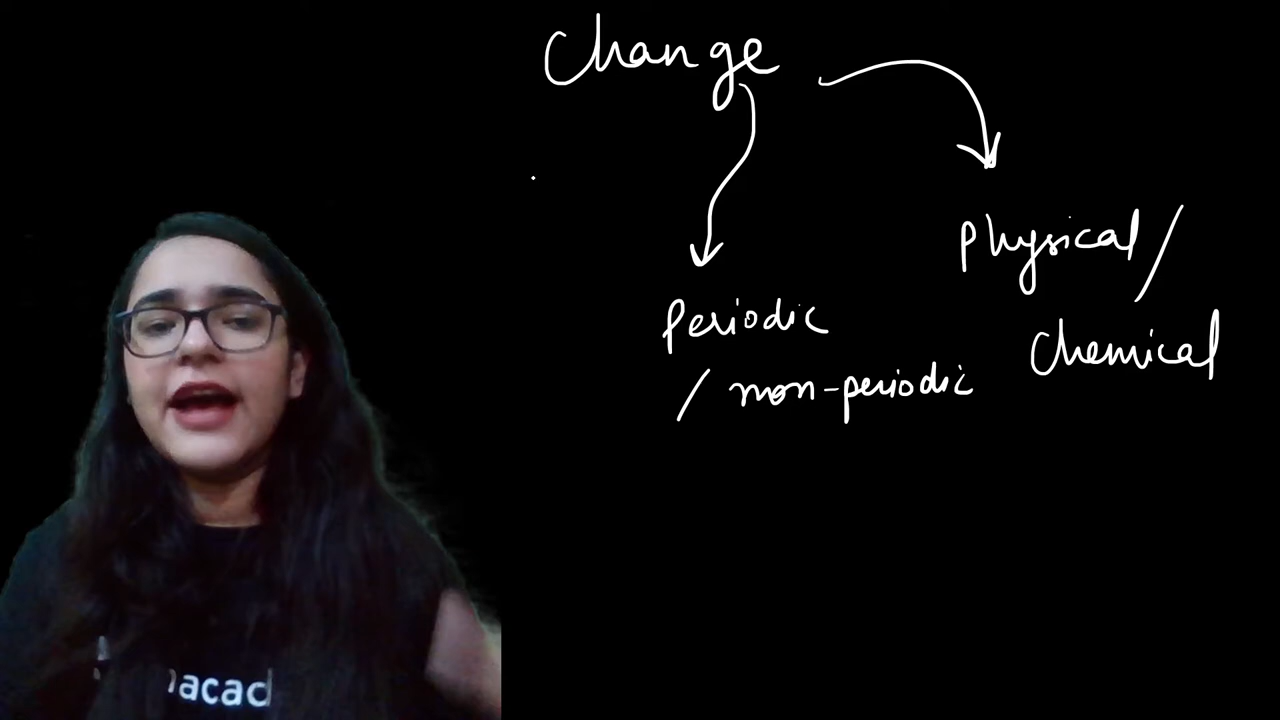 Change
Physical/
Chemical
Periodic
/ non-periodic
acad